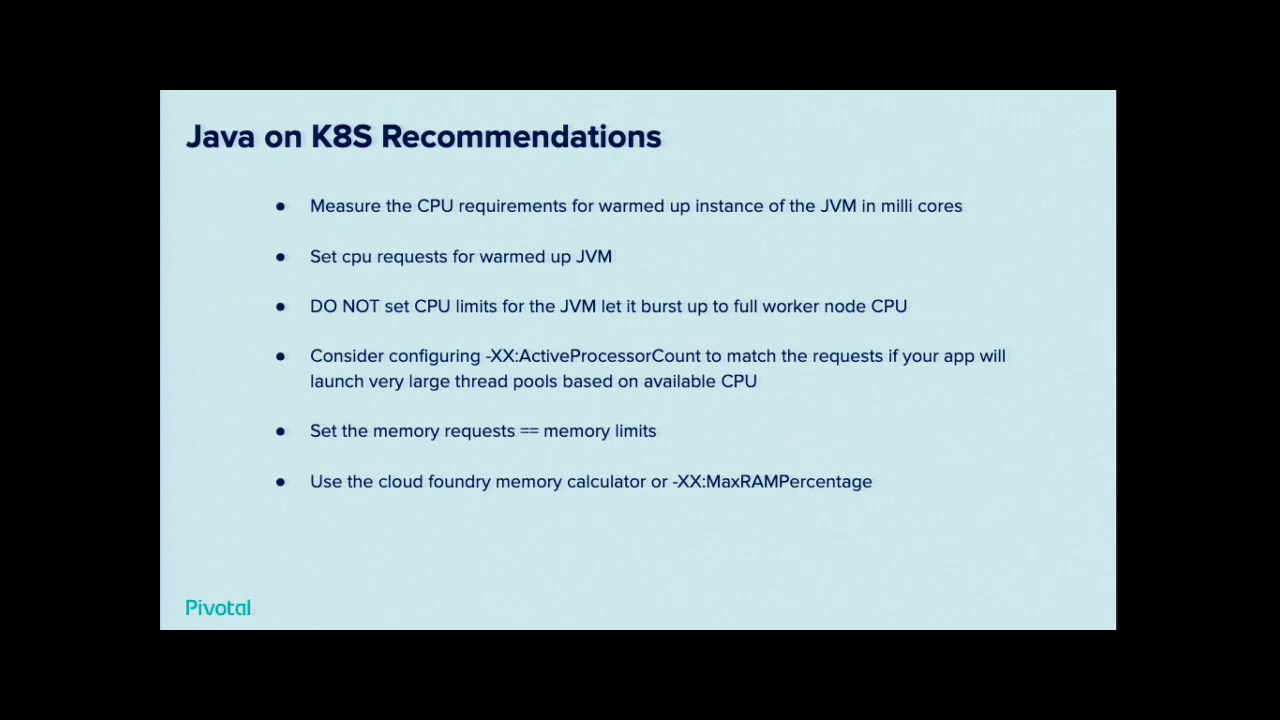 Java on K8S Recommendations
● Measure the CPU requirements for warmed up instance of the JVM in milli cores
● Set cpu requests for warmed up JVM
● DO NOT set CPU limits for the JVM let it burst up to full worker node CPU
● Consider configuring -XX:ActiveProcessorCount to match the requests if your app will
launch very large thread pools based on available CPU
● Set the memory requests == memory limits
● Use the cloud foundry memory calculator or -XX:MaxRAMPercentage
Pivotal